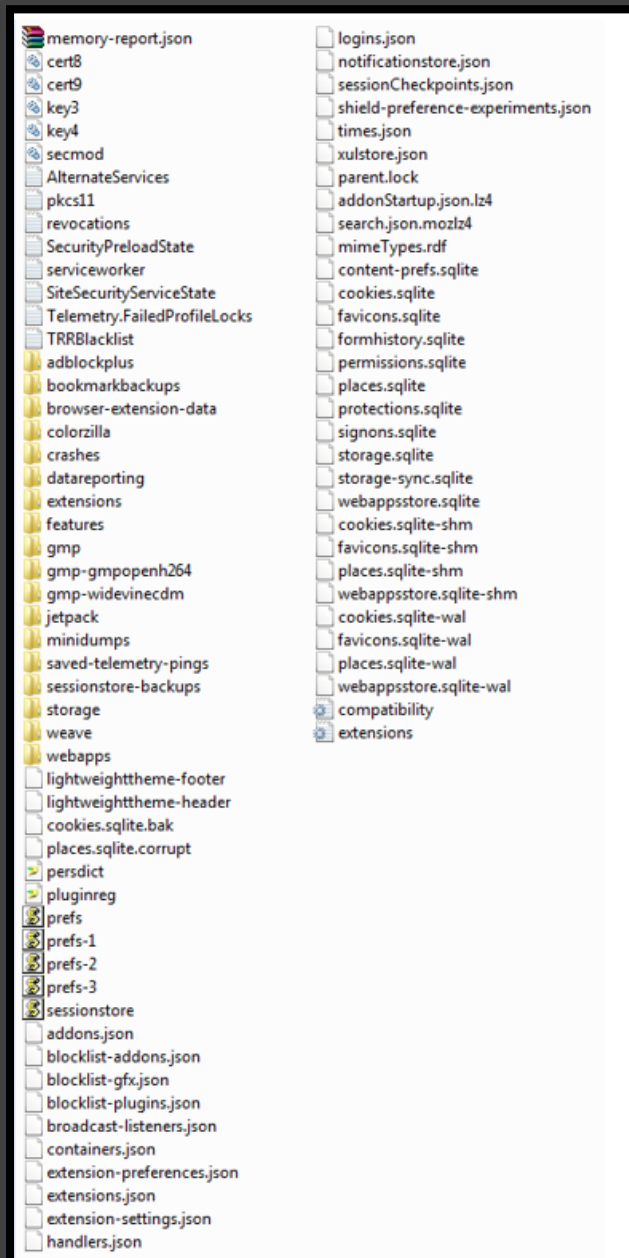 memory-report.json
cert8
cert9
key3
key4
secmod
AlternateServices
pkcs11
revocations
SecurityPreloadState
serviceworker
SiteSecurityServiceState
Telemetry.FailedProfileLocks
TRRBlacklist
adblockplus
bookmarkbackups
browser-extension-data
colorzilla
crashes
datareporting
extensions
features
gmp
gmp-gmpopenh264
gmp-widevinecdm
jetpack
minidumps
saved-telemetry-pings
sessionstore-backups
storage
weave
webapps
lightweighttheme-footer
lightweighttheme-header
cookies.sqlite.bak
places.sqlite.corrupt
persdict
pluginreg
prefs
prefs-1
prefs-2
prefs-3
sessionstore
addons.json
blocklist-addons.json
blocklist-gfx.json
blocklist-plugins.json
broadcast-listeners.json
containers.json
extension-preferences.json
extensions.json
extension-settings.json
handlers.json
logins.json
notificationstore.json
sessionCheckpoints.json
shield-preference-experiments.json
times.json
xulstore.json
parent.lock
addonStartup.json.lz4
search.json.mozlz4
mimeTypes.rdf
content-prefs.sqlite
cookies.sqlite
favicons.sqlite
formhistory.sqlite
permissions.sqlite
places.sqlite
protections.sqlite
signons.sqlite
storage.sqlite
storage-sync.sqlite
webappsstore.sqlite
cookies.sqlite-shm
favicons.sqlite-shm
places.sqlite-shm
webappsstore.sqlite-shm
cookies.sqlite-wal
favicons.sqlite-wal
places.sqlite-wal
webappsstore.sqlite-wal
compatibility
extensions